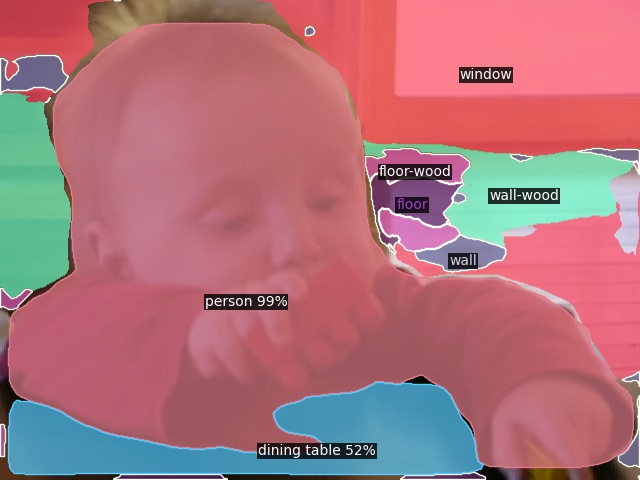 window
floor-wood
wall-wood
floor
wall
person 99%
dining table 52%